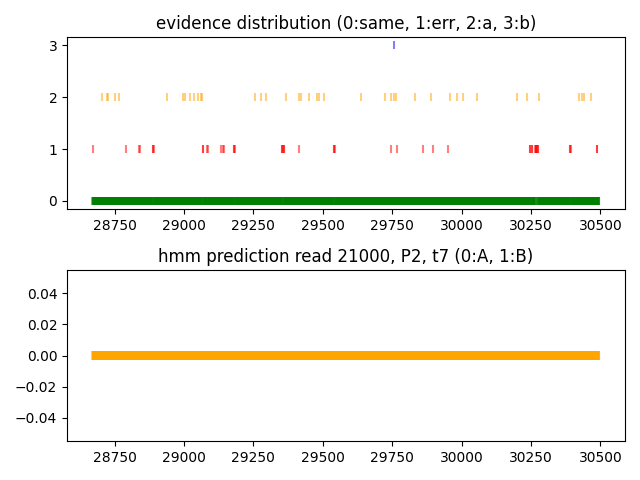 evidence distribution (0:same, 1:err, 2:a, 3:b)
3
2
1
0
28750 29000 29250 29500 29750 30000 30250 30500
hmm prediction read 21000, P2, t7 (0:A, 1:B)
0.04
0.02
0.00
−0.02
−0.04
28750 29000 29250 29500 29750 30000 30250 30500